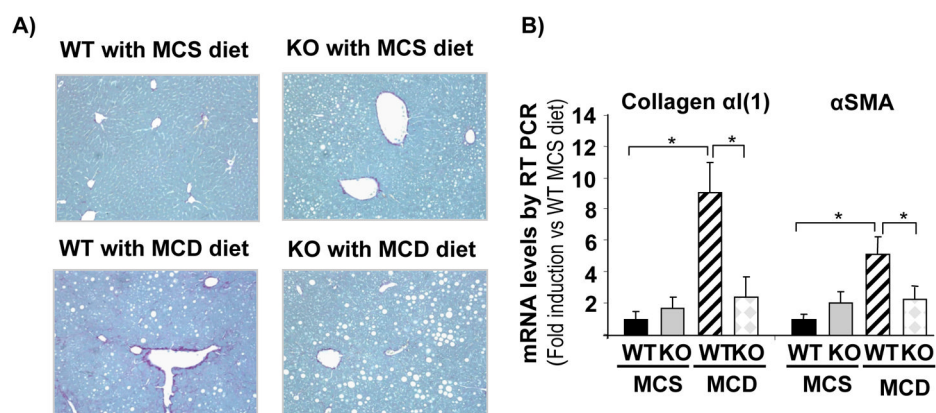 A)
WT with MCS diet
KO with MCS diet
WT with MCD diet
KO with MCD diet
B)
mRNA levels by RT PCR
(Fold induction vs WT MCS diet)
Collagen αI(1)
αSMA
14
12
10
8
6
4
2
* *
* *
WT KO WT KO WT KO WT KO
MCS MCD MCS MCD